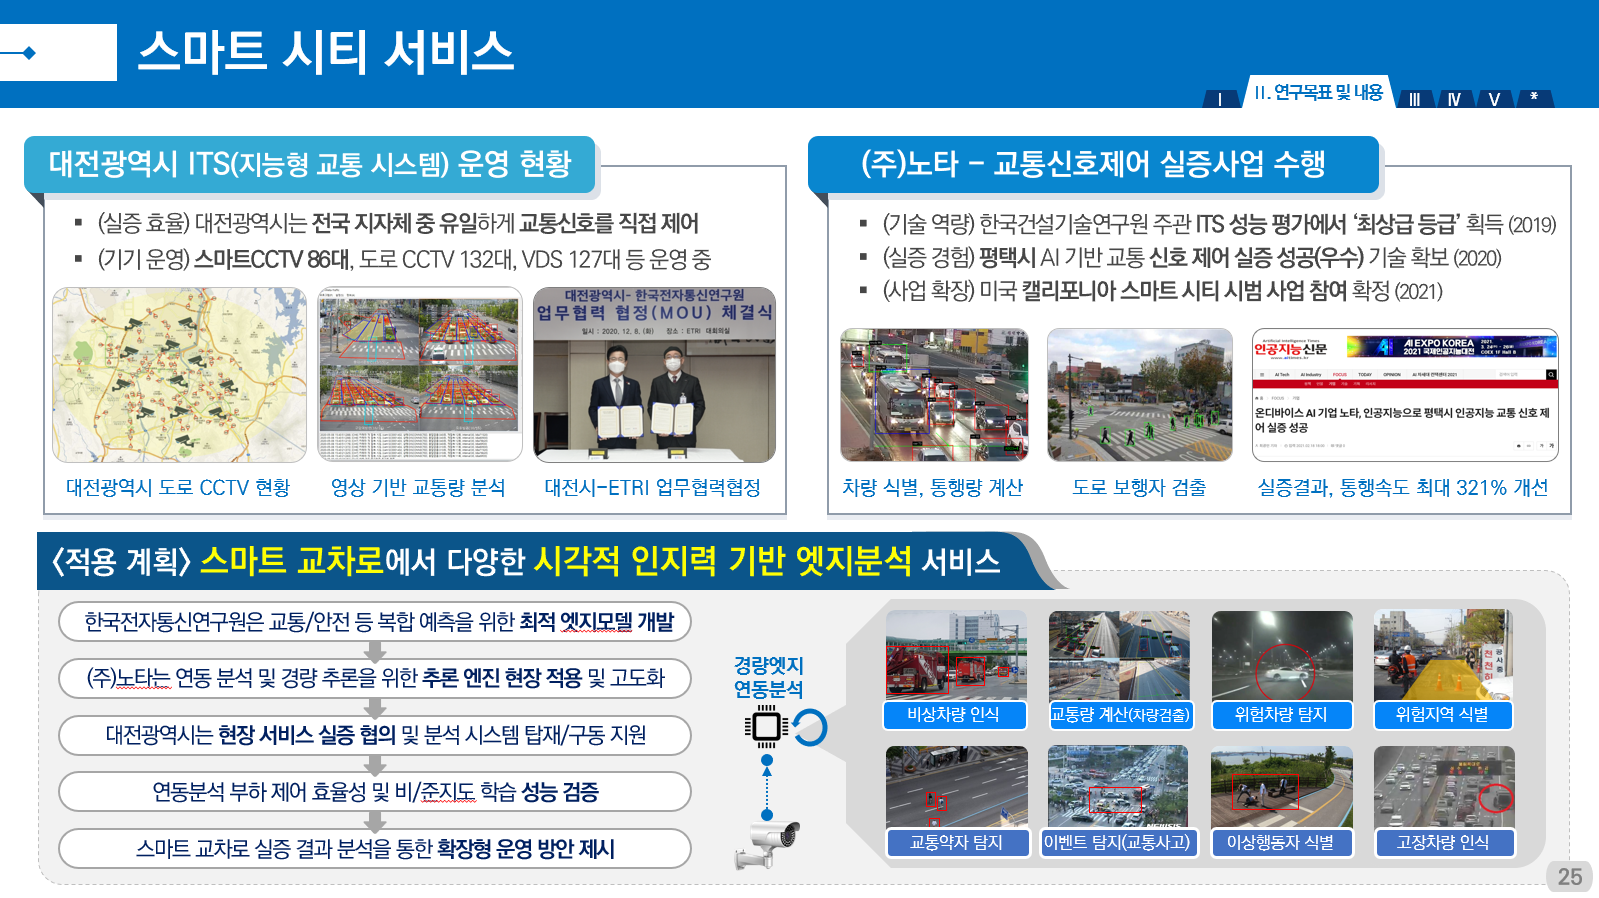 스마트 시티 서비스
Ⅰ
Ⅱ. 연구목표 및 내용
Ⅲ
Ⅳ
Ⅴ
*
대전광역시 ITS(지능형 교통 시스템) 운영 현황
▪ (실증 효율) 대전광역시는 전국 지자체 중 유일하게 교통신호를 직접 제어
▪ (기기 운영) 스마트CCTV 86대, 도로 CCTV 132대, VDS 127대 등 운영 중
대전광역시- 한국전자통신연구원
업무협력 협정(MOU) 체결식
일시 : 2020. 12. 8. (화) 장소 : ETRI 대회의실
대전광역시 도로 CCTV 현황
영상 기반 교통량 분석
대전시-ETRI 업무협력협정
(주)노타 - 교통신호제어 실증사업 수행
▪ (기술 역량) 한국건설기술연구원 주관 ITS 성능 평가에서 ‘최상급 등급’ 획득 (2019)
▪ (실증 경험) 평택시 AI 기반 교통 신호 제어 실증 성공(우수) 기술 확보 (2020)
▪ (사업 확장) 미국 캘리포니아 스마트 시티 시범 사업 참여 확정 (2021)
Artificial Intelligence Times
인공지능신문
www.aitimes.kr
AI EXPO KOREA
2021 국제인공지능대전
2021.
3. 24~26
COEX 1F Hall B
AI Tech
AI Industry
FOCUS
TODAY
OPINION
온디바이스 AI 기업 노타, 인공지능으로 평택시 인공지능 교통 신호 제
어 실증 성공
차량 식별, 통행량 계산
도로 보행자 검출
실증결과, 통행속도 최대 321% 개선
<적용 계획> 스마트 교차로에서 다양한 시각적 인지력 기반 엣지분석 서비스
한국전자통신연구원은 교통/안전 등 복합 예측을 위한 최적 엣지모델 개발
(주)노타는 연동 분석 및 경량 추론을 위한 추론 엔진 현장 적용 및 고도화
대전광역시는 현장 서비스 실증 협의 및 분석 시스템 탑재/구동 지원
연동분석 부하 제어 효율성 및 비/준지도 학습 성능 검증
스마트 교차로 실증 결과 분석을 통한 확장형 운영 방안 제시
경량엣지
연동분석
공사중
천천히
비상차량 인식
교통량 계산(차량검출)
위험차량 탐지
위험지역 식별
NEWSIS
교통약자 탐지
이벤트 탐지(교통사고)
이상행동자 식별
고장차량 인식
25